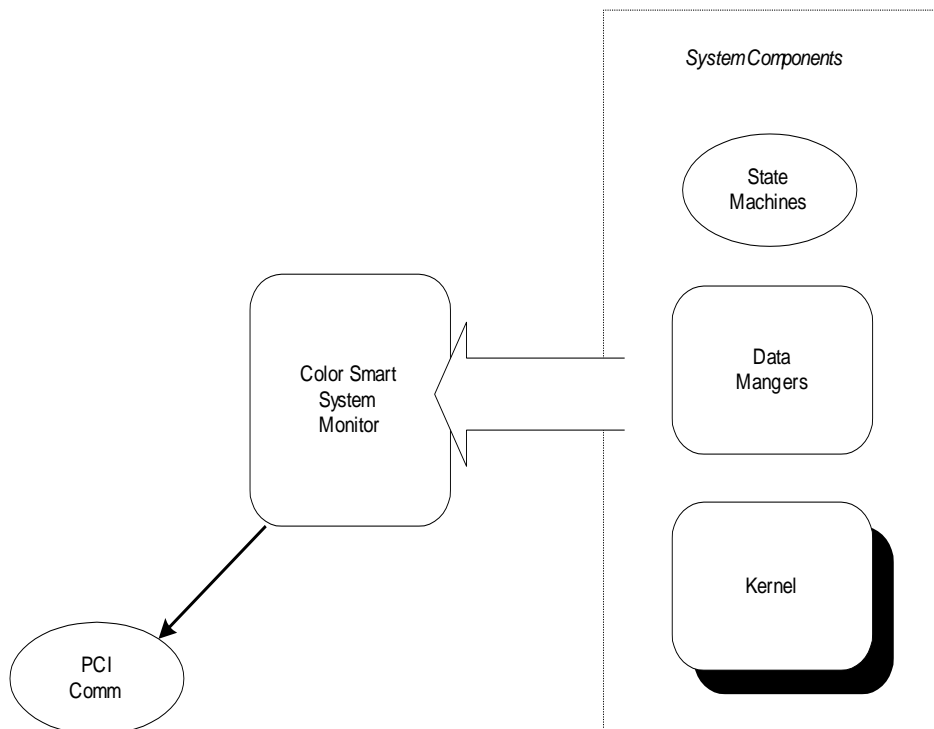 System Components
State
Machines
Color Smart
System
Monitor
Data
Mangers
Kernel
PCI
Comm